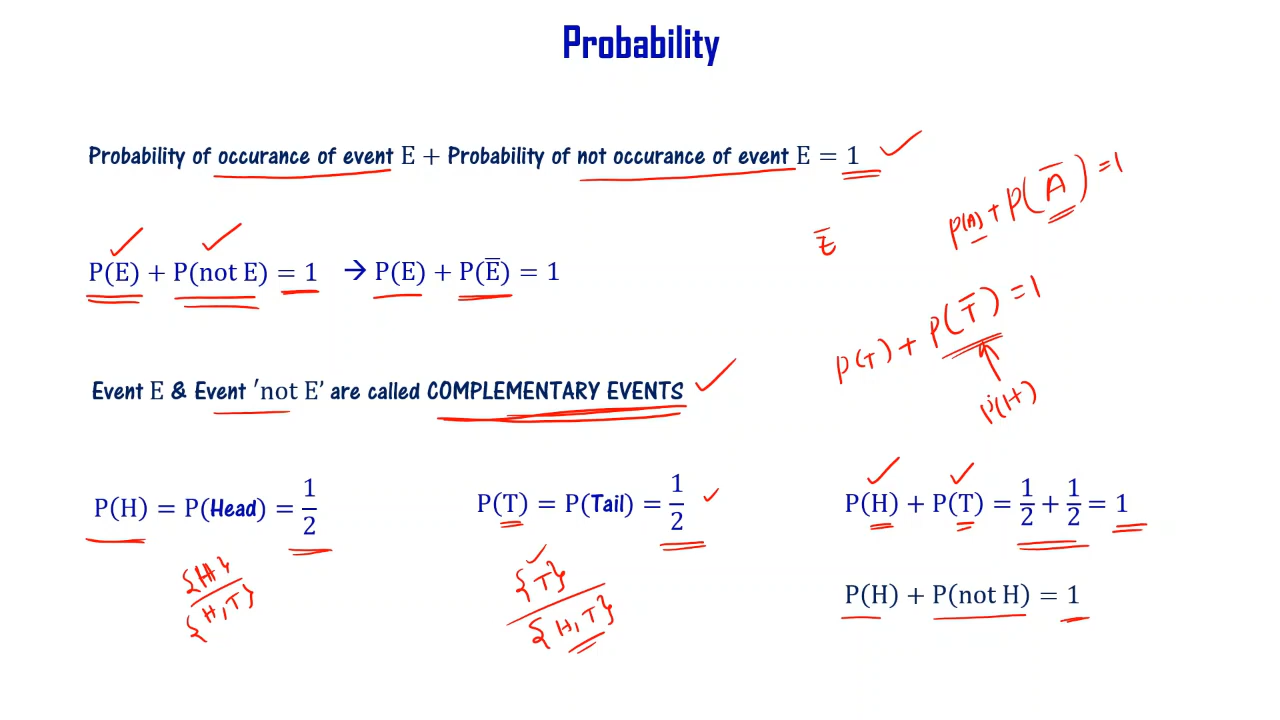 Probability
Probability of occurance of event E + Probability of not occurance of event E = 1
P(A) + P(A̅) = 1
E̅
P(E) + P(not E) = 1 → P(E) + P(E̅) = 1
P(T) + P(T̅) = 1
P(H)
Event E & Event 'not E' are called COMPLEMENTARY EVENTS
P(H) = P(Head) = 1/2
P(T) = P(Tail) = 1/2
P(H) + P(T) = 1/2 + 1/2 = 1
{H}
{H,T}
{T}
{H,T}
P(H) + P(not H) = 1